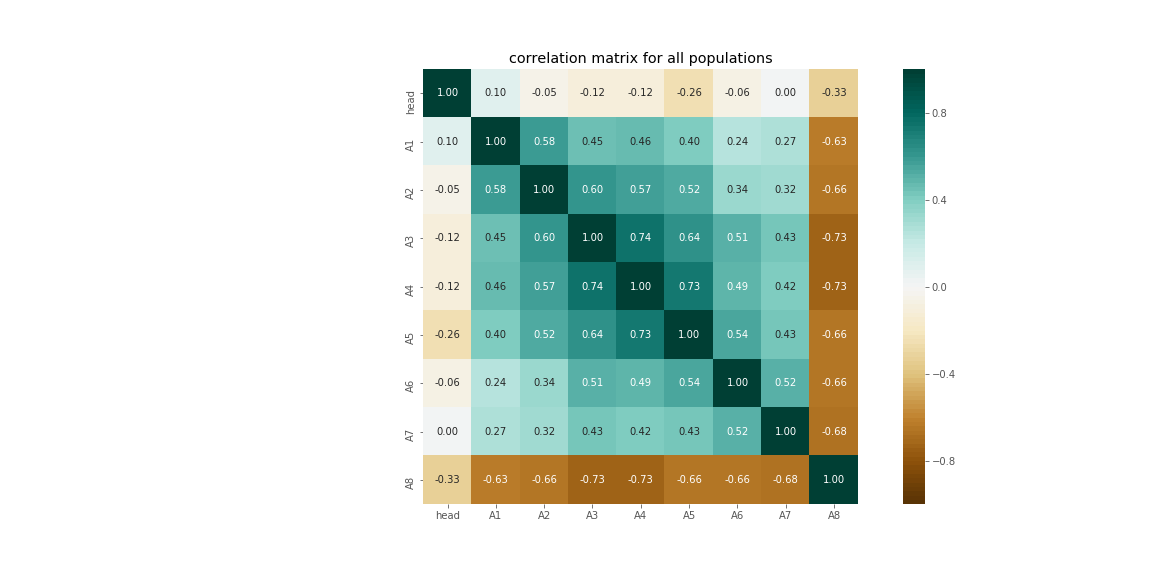 correlation matrix for all populations
head 1.00 0.10 -0.05 -0.12 -0.12 -0.26 -0.06 0.00 -0.33
A1 0.10 1.00 0.58 0.45 0.46 0.40 0.24 0.27 -0.63
A2 -0.05 0.58 1.00 0.60 0.57 0.52 0.34 0.32 -0.66
A3 -0.12 0.45 0.60 1.00 0.74 0.64 0.51 0.43 -0.73
A4 -0.12 0.46 0.57 0.74 1.00 0.73 0.49 0.42 -0.73
A5 -0.26 0.40 0.52 0.64 0.73 1.00 0.54 0.43 -0.66
A6 -0.06 0.24 0.34 0.51 0.49 0.54 1.00 0.52 -0.66
A7 0.00 0.27 0.32 0.43 0.42 0.43 0.52 1.00 -0.68
A8 -0.33 -0.63 -0.66 -0.73 -0.73 -0.66 -0.66 -0.68 1.00
head A1 A2 A3 A4 A5 A6 A7 A8
0.8
0.4
0.0
−0.4
−0.8